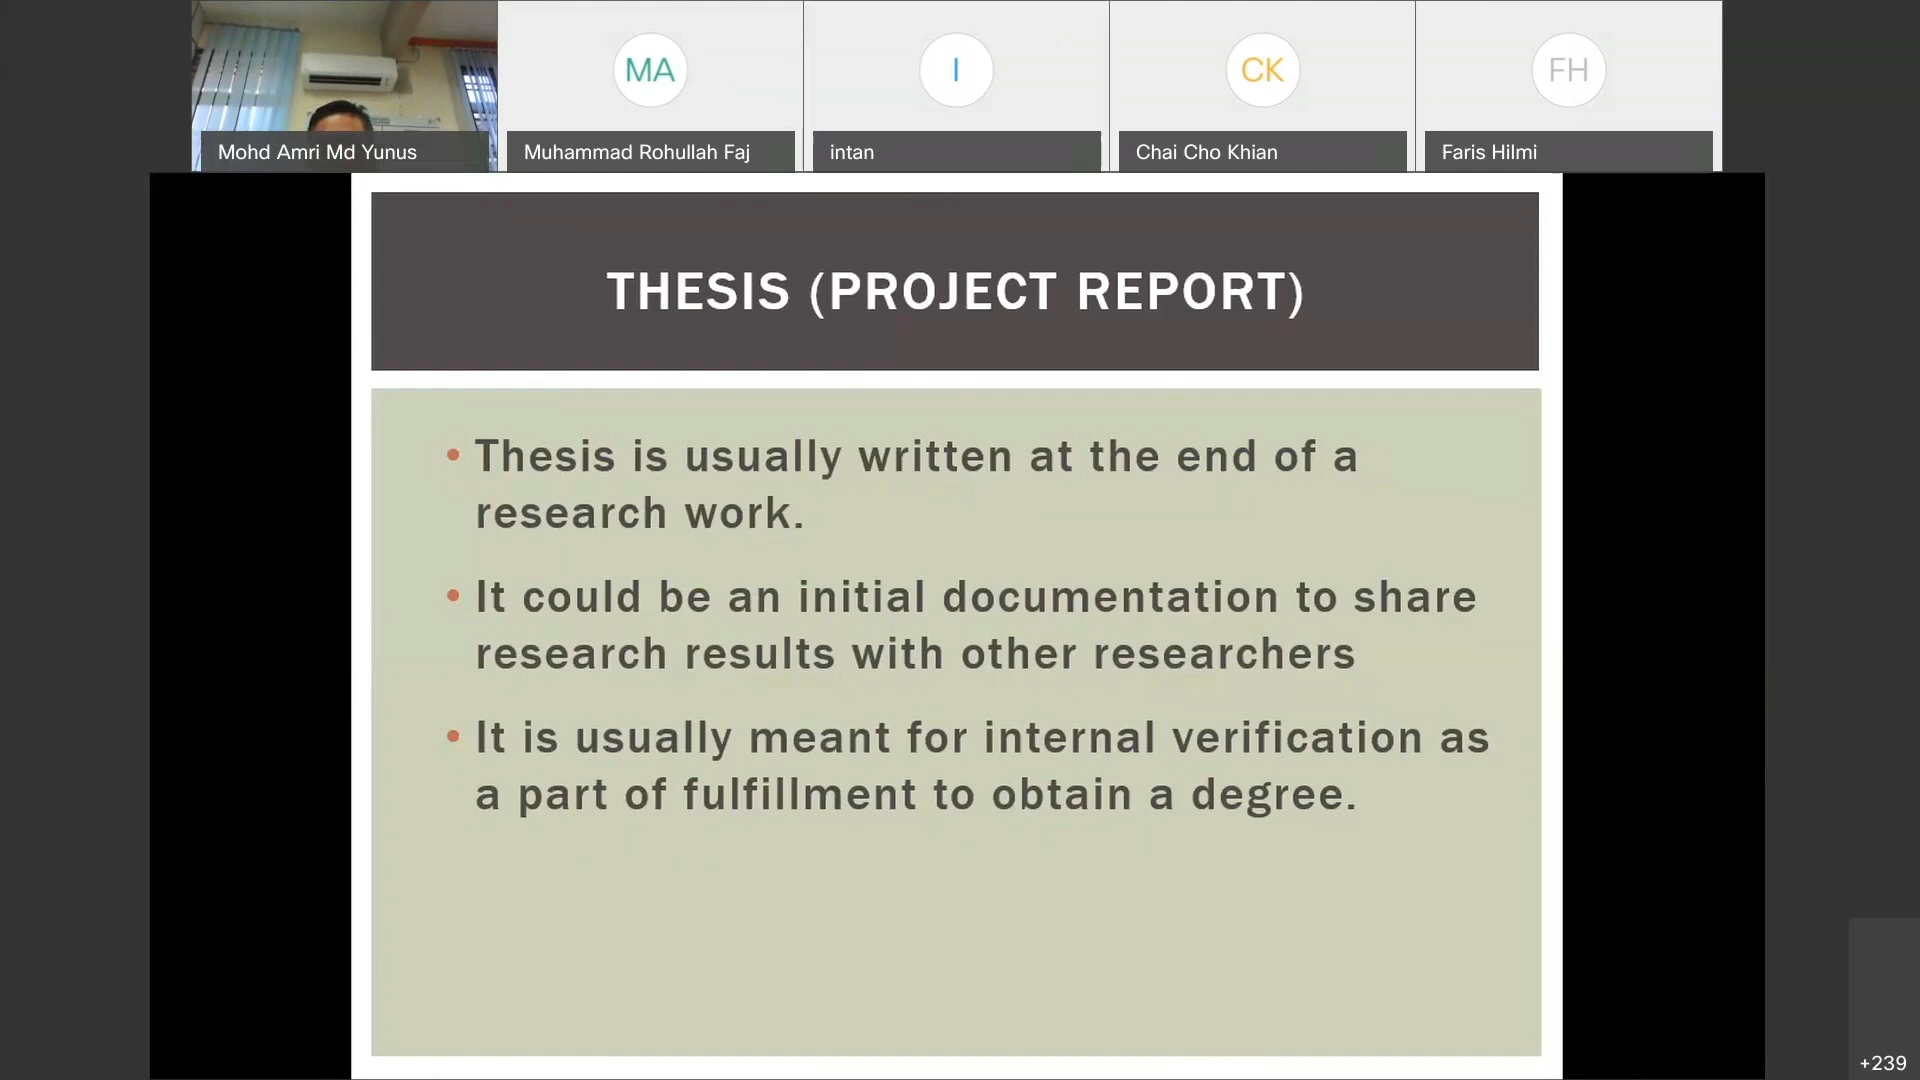 MA
I
CK
FH
Mohd Amri Md Yunus
Muhammad Rohullah Faj
intan
Chai Cho Khian
Faris Hilmi
THESIS (PROJECT REPORT)
• Thesis is usually written at the end of a
research work.
• It could be an initial documentation to share
research results with other researchers
• It is usually meant for internal verification as
a part of fulfillment to obtain a degree.
+239